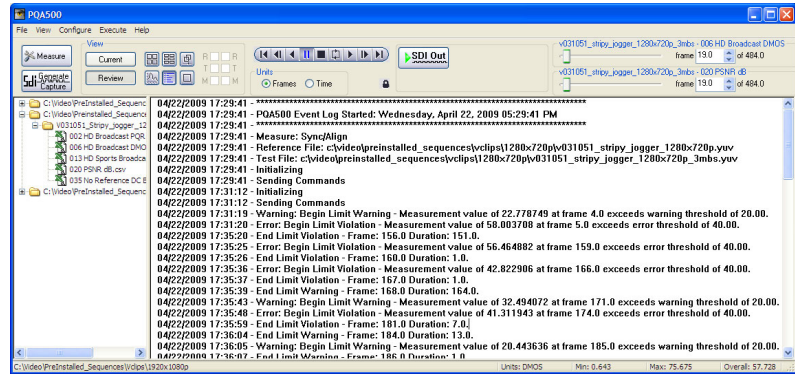 PQA500
File View Configure Execute Help
Measure
View
Current
Review
Sdi Generate Capture
R R
T T
M M
SDI Out
Units
Frames Time
v031051_stripy_jogger_1280x720p_3mbs - 006 HD Broadcast DMOS
frame 19.0 of 484.0
v031051_stripy_jogger_1280x720p_3mbs - 020 PSNR dB
frame 19.0 of 484.0
C:\Video\PreInstalled_Sequenc
C:\Video\PreInstalled_Sequence
V031051_Stripy_jogger_12
002 HD Broadcast PQR
006 HD Broadcast DMO
013 HD Sports Broadca
020 PSNR dB.csv
035 No Reference DC B
C:\Video\PreInstalled_Sequenc
04/22/2009 17:29:41 - **********************************************************************
04/22/2009 17:29:41 - PQA500 Event Log Started: Wednesday, April 22, 2009 05:29:41 PM
04/22/2009 17:29:41 - **********************************************************************
04/22/2009 17:29:41 - Measure: Sync/Align
04/22/2009 17:29:41 - Reference File: c:\video\preinstalled_sequences\vclips\1280x720p\v031051_stripy_jogger_1280x720p.yuv
04/22/2009 17:29:41 - Test File: c:\video\preinstalled_sequences\vclips\1280x720p\v031051_stripy_jogger_1280x720p_3mbs.yuv
04/22/2009 17:29:41 - Initializing
04/22/2009 17:29:41 - Sending Commands
04/22/2009 17:31:12 - Initializing
04/22/2009 17:31:12 - Sending Commands
04/22/2009 17:31:19 - Warning: Begin Limit Warning - Measurement value of 22.778749 at frame 4.0 exceeds warning threshold of 20.00.
04/22/2009 17:31:20 - Error: Begin Limit Violation - Measurement value of 58.003708 at frame 5.0 exceeds error threshold of 40.00.
04/22/2009 17:35:20 - End Limit Violation - Frame: 156.0 Duration: 151.0.
04/22/2009 17:35:25 - Error: Begin Limit Violation - Measurement value of 56.464882 at frame 159.0 exceeds error threshold of 40.00.
04/22/2009 17:35:26 - End Limit Violation - Frame: 160.0 Duration: 1.0.
04/22/2009 17:35:36 - Error: Begin Limit Violation - Measurement value of 42.822906 at frame 166.0 exceeds error threshold of 40.00.
04/22/2009 17:35:37 - End Limit Violation - Frame: 167.0 Duration: 1.0.
04/22/2009 17:35:39 - End Limit Warning - Frame: 168.0 Duration: 164.0.
04/22/2009 17:35:43 - Warning: Begin Limit Warning - Measurement value of 32.494072 at frame 171.0 exceeds warning threshold of 20.00.
04/22/2009 17:35:48 - Error: Begin Limit Violation - Measurement value of 41.311943 at frame 174.0 exceeds error threshold of 40.00.
04/22/2009 17:35:59 - End Limit Violation - Frame: 181.0 Duration: 7.0.
04/22/2009 17:36:04 - End Limit Warning - Frame: 184.0 Duration: 13.0.
04/22/2009 17:36:05 - Warning: Begin Limit Warning - Measurement value of 20.443636 at frame 185.0 exceeds warning threshold of 20.00.
04/22/2009 17:36:07 - End Limit Warning - Frame: 186.0 Duration: 1.0.
C:\Video\PreInstalled_Sequences\Vclips\1920x1080p
Units: DMOS
Min: 0.643
Max: 75.675
Overall: 57.728